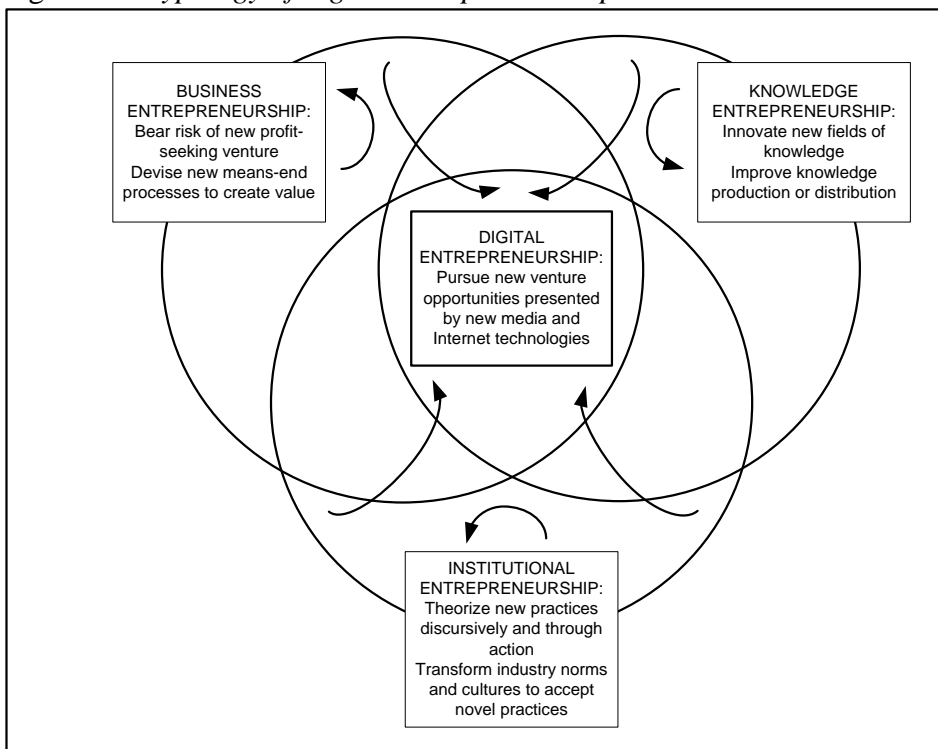 BUSINESS
ENTREPRENEURSHIP:
Bear risk of new profit-
seeking venture
Devise new means-end
processes to create value
KNOWLEDGE
ENTREPRENEURSHIP:
Innovate new fields of
knowledge
Improve knowledge
production or distribution
DIGITAL
ENTREPRENEURSHIP:
Pursue new venture
opportunities presented
by new media and
Internet technologies
INSTITUTIONAL
ENTREPRENEURSHIP:
Theorize new practices
discursively and through
action
Transform industry norms
and cultures to accept
novel practices